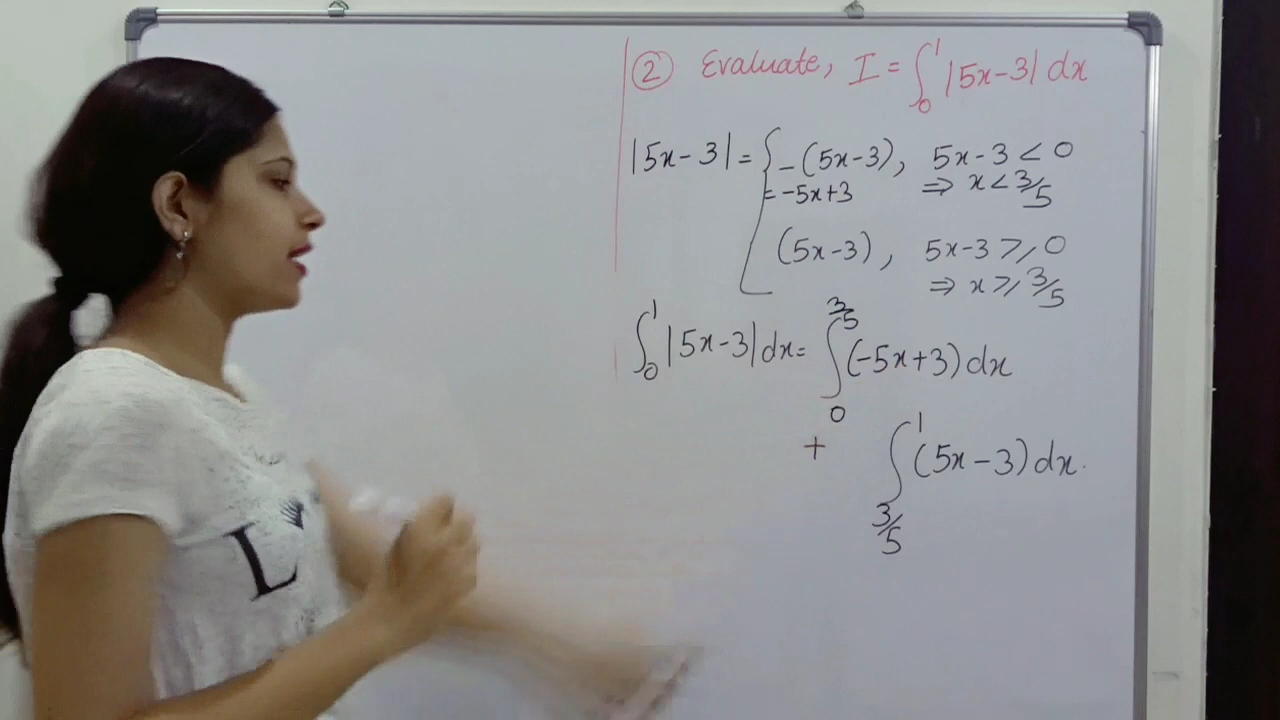 ② Evaluate, I = ∫₀¹ |5x-3| dx
|5x-3| = { -(5x-3), 5x-3 < 0
= -5x+3 ⇒ x < 3/5
(5x-3), 5x-3 ≥ 0
⇒ x ≥ 3/5
∫₀¹ |5x-3| dx = ∫₀^{3/5} (-5x+3) dx
+ ∫_{3/5}^1 (5x-3) dx.
L